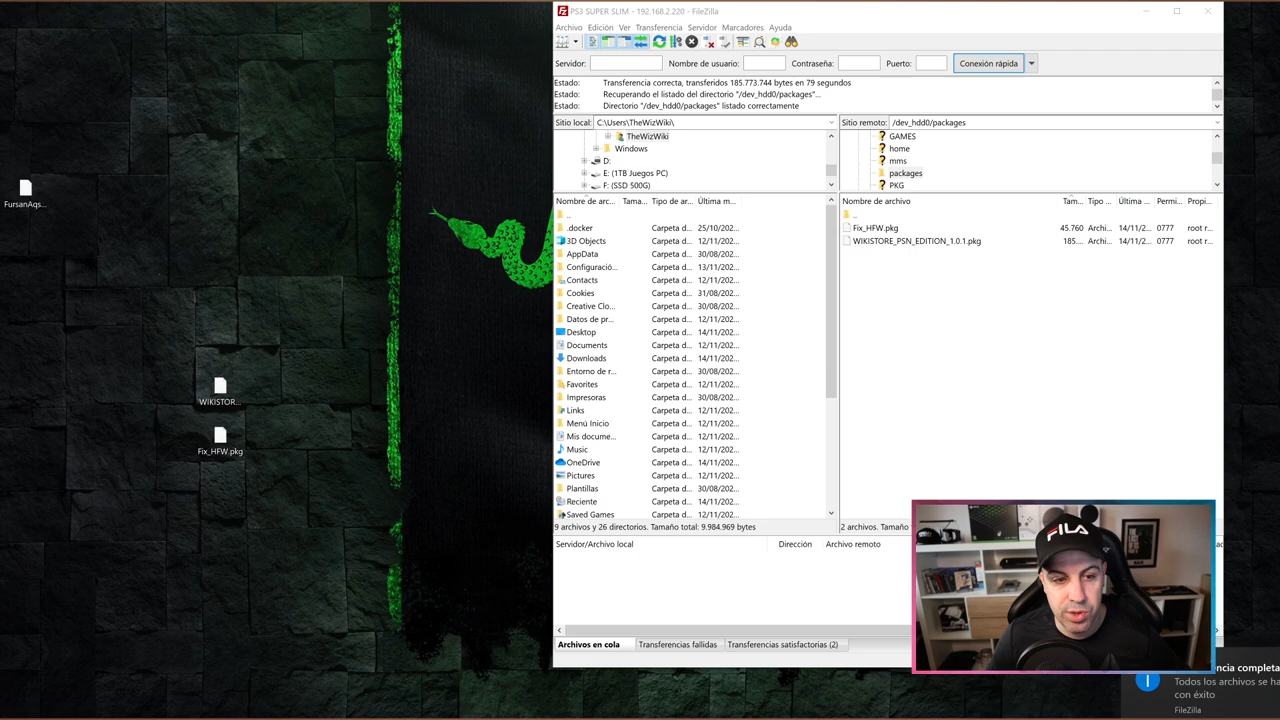 PS3 SUPER SLIM - 192.168.2.220 - FileZilla
Archivo Edición Ver Transferencia Servidor Marcadores Ayuda
Servidor: Nombre de usuario: Contraseña: Puerto: Conexión rápida
Estado: Transferencia correcta, transferidos 185.773.744 bytes en 79 segundos
Estado: Recuperando el listado del directorio "/dev_hdd0/packages"...
Estado: Directorio "/dev_hdd0/packages" listado correctamente
Sitio local: C:\Users\TheWizWiki\
Sitio remoto: /dev_hdd0/packages
TheWizWiki
Windows
D:
E: (1TB Juegos PC)
F: (SSD 500G)
GAMES
home
mms
packages
PKG
Nombre de arc... Tama... Tipo de ar... Última m...
..
.docker Carpeta d... 25/10/202...
3D Objects Carpeta d... 12/11/202...
AppData Carpeta d... 30/08/202...
Configuració... Carpeta d... 13/11/202...
Contacts Carpeta d... 12/11/202...
Cookies Carpeta d... 31/08/202...
Creative Clo... Carpeta d... 30/08/202...
Datos de pr... Carpeta d... 12/11/202...
Desktop Carpeta d... 14/11/202...
Documents Carpeta d... 12/11/202...
Downloads Carpeta d... 14/11/202...
Entorno de r... Carpeta d... 30/08/202...
Favorites Carpeta d... 12/11/202...
Impresoras Carpeta d... 30/08/202...
Links Carpeta d... 12/11/202...
Menú Inicio Carpeta d... 12/11/202...
Mis docume... Carpeta d... 12/11/202...
Music Carpeta d... 12/11/202...
OneDrive Carpeta d... 14/11/202...
Pictures Carpeta d... 12/11/202...
Plantillas Carpeta d... 30/08/202...
Reciente Carpeta d... 14/11/202...
Saved Games Carpeta d... 12/11/202...
9 archivos y 26 directorios. Tamaño total: 9.984.969 bytes
Nombre de archivo Tam... Tipo ... Última ... Permi... Propi...
..
Fix_HFW.pkg 45.760 Archi... 14/11/2... 0777 root r...
WIKISTORE_PSN_EDITION_1.0.1.pkg 185.... Archi... 14/11/2... 0777 root r...
2 archivos. Tamaño
Servidor/Archivo local Dirección Archivo remoto
Archivos en cola Transferencias fallidas Transferencias satisfactorias (2)
FursanAqs...
WIKISTOR...
Fix_HFW.pkg
FILA
ncia completa
Todos los archivos se ha
con éxito
FileZilla